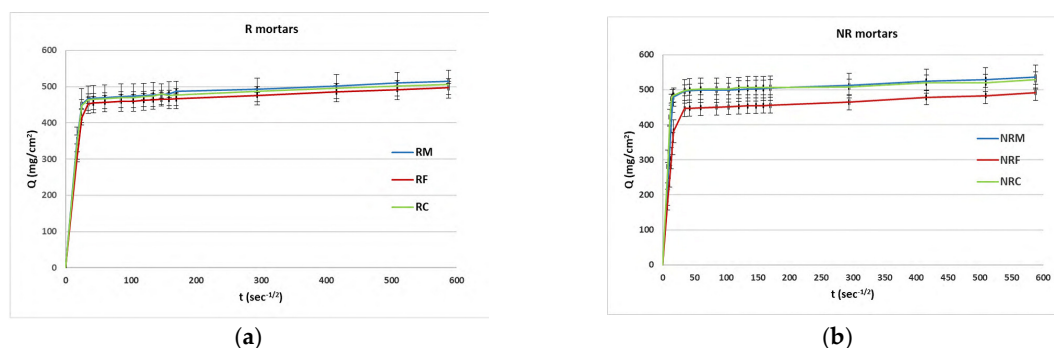 R mortars
600
500
400
300
200
100
0
Q (mg/cm²)
RM
RF
RC
0 100 200 300 400 500 600
t (sec-1/2)
(a)
NR mortars
600
500
400
300
200
100
0
Q (mg/cm²)
NRM
NRF
NRC
0 50 100 150 200 250 300 350 400 450 500 550 600
t (sec-1/2)
(b)